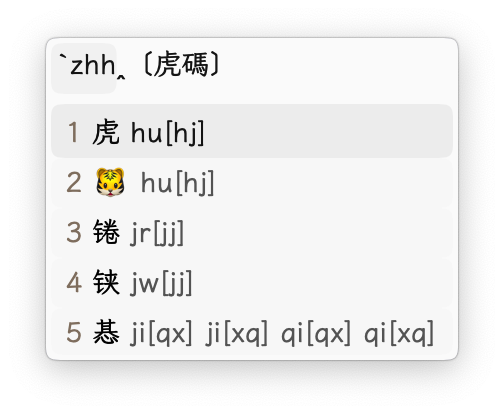 `zhh‸〔虎碼〕
1 虎 hu[hj]
2 🐯 hu[hj]
3 锩 jr[jj]
4 铗 jw[jj]
5 惎 ji[qx] ji[xq] qi[qx] qi[xq]